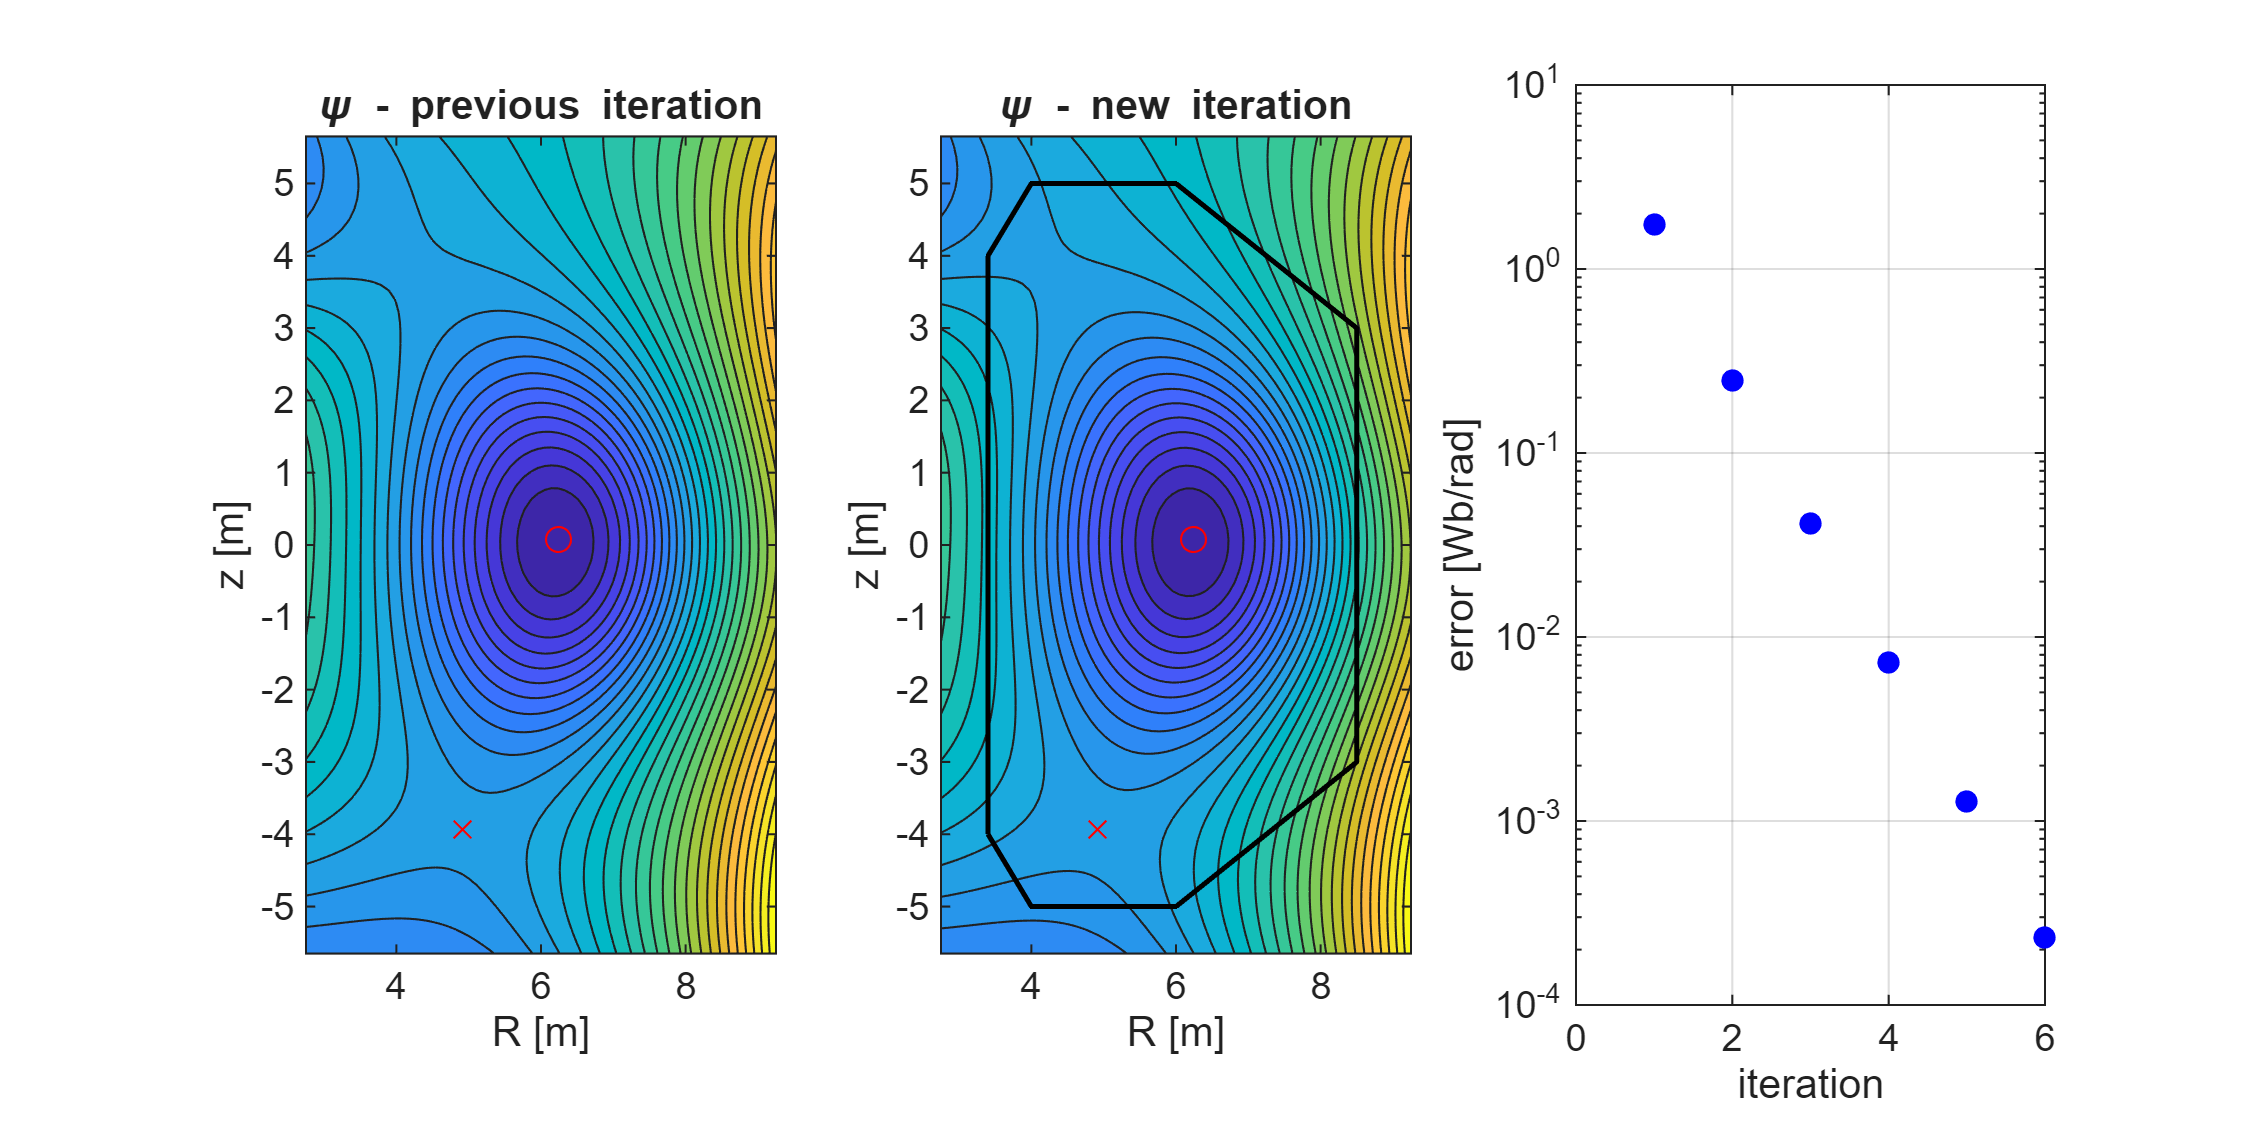 ψ - previous iteration
5
4
3
2
1
0
-1
-2
-3
-4
-5
z [m]
4 6 8
R [m]
ψ - new iteration
5
4
3
2
1
0
-1
-2
-3
-4
-5
z [m]
4 6 8
R [m]
10^1
10^0
10^-1
10^-2
10^-3
10^-4
error [Wb/rad]
0 2 4 6
iteration